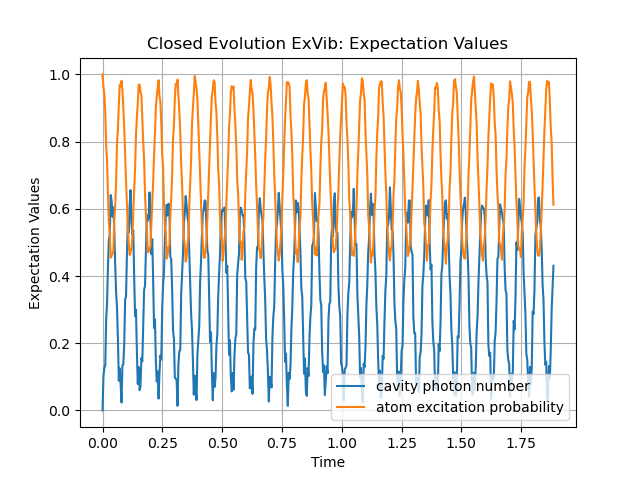 Closed Evolution ExVib: Expectation Values
Expectation Values
1.0
0.8
0.6
0.4
0.2
0.0
cavity photon number
atom excitation probability
0.00 0.25 0.50 0.75 1.00 1.25 1.50 1.75
Time